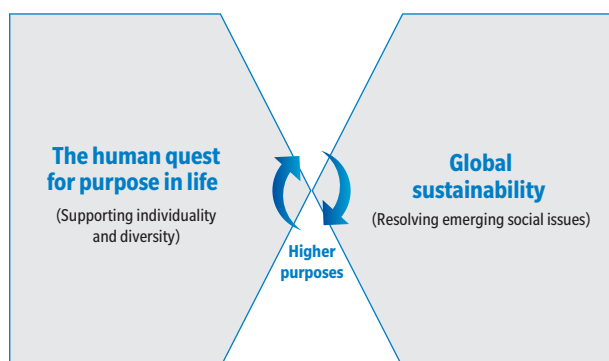 The human quest
for purpose in life
(Supporting individuality
and diversity)
Global
sustainability
(Resolving emerging social issues)
Higher
purposes